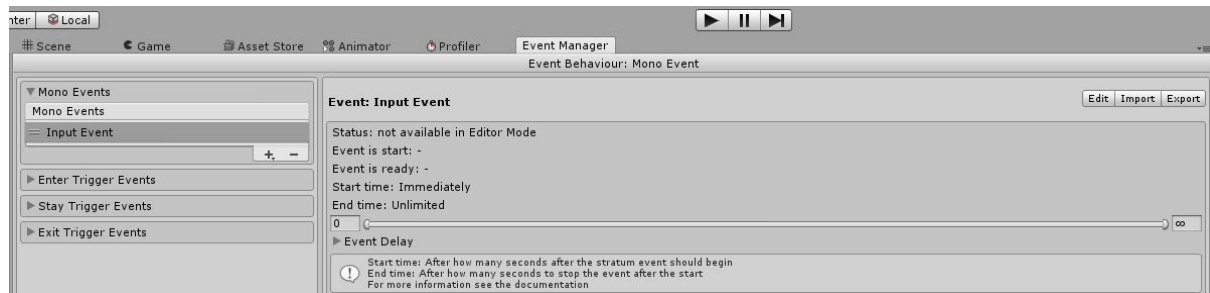 Local
Scene Game Asset Store Animator Profiler Event Manager
Event Behaviour: Mono Event
Mono Events
Mono Events
Input Event
+ -
Enter Trigger Events
Stay Trigger Events
Exit Trigger Events
Event: Input Event
Edit Import Export
Status: not available in Editor Mode
Event is start: -
Event is ready: -
Start time: Immediately
End time: Unlimited
0 ∞
Event Delay
Start time: After how many seconds after the stratum event should begin
End time: After how many seconds to stop the event after the start
For more information see the documentation